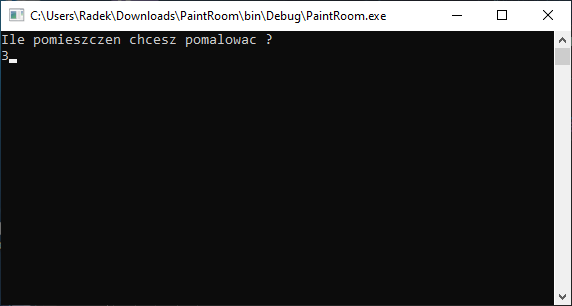 C:\Users\Radek\Downloads\PaintRoom\bin\Debug\PaintRoom.exe
Ile pomieszczen chcesz pomalowac ?
3